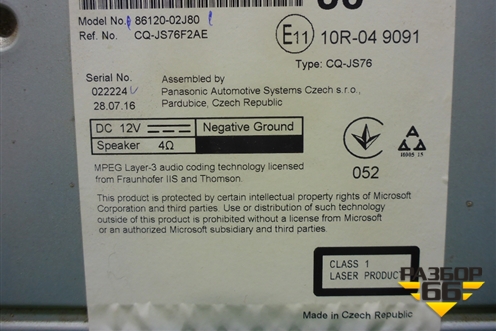 Model No. 86120-02J80
Ref. No. CQ-JS76F2AE
E11 10R-04 9091
Type: CQ-JS76
Serial No.
022224
28.07.16
Assembled by
Panasonic Automotive Systems Czech s.r.o.,
Pardubice, Czech Republic
DC 12V Negative Ground
Speaker 4Ω
052
MPEG Layer-3 audio coding technology licensed
from Fraunhofer IIS and Thomson.
This product is protected by certain intellectual property rights of Microsoft
Corporation and third parties. Use or distribution of such technology
outside of this product is prohibited without a license from Microsoft
or an authorized Microsoft subsidiary and third parties.
CLASS 1
LASER PRODUCT
Made in Czech Republic
РАЗБОР
66